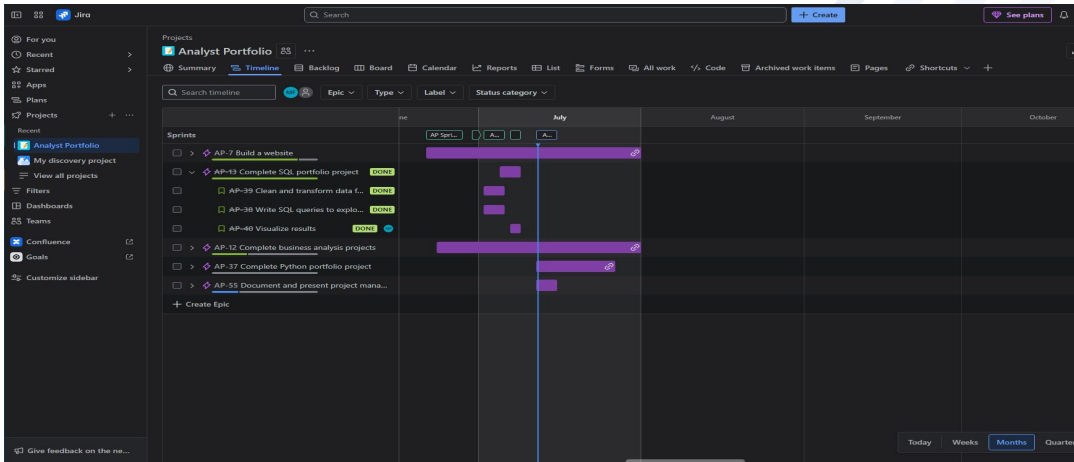 Jira
Search
+ Create
See plans
For you
Recent
Starred
Apps
Plans
Projects
Recent
Analyst Portfolio
My discovery project
View all projects
Filters
Dashboards
Teams
Confluence
Goals
Customize sidebar
Give feedback on the ne...
Projects
Analyst Portfolio
Summary Timeline Backlog Board Calendar Reports List Forms All work Code Archived work items Pages Shortcuts
Search timeline Epic Type Label Status category
ne July August September October
Sprints AP Spri... A... A...
AP-7 Build a website
AP-13 Complete SQL portfolio project DONE
AP-39 Clean and transform data f... DONE
AP-38 Write SQL queries to explo... DONE
AP-40 Visualize results DONE
AP-12 Complete business analysis projects
AP-37 Complete Python portfolio project
AP-55 Document and present project mana...
+ Create Epic
Today Weeks Months Quarte